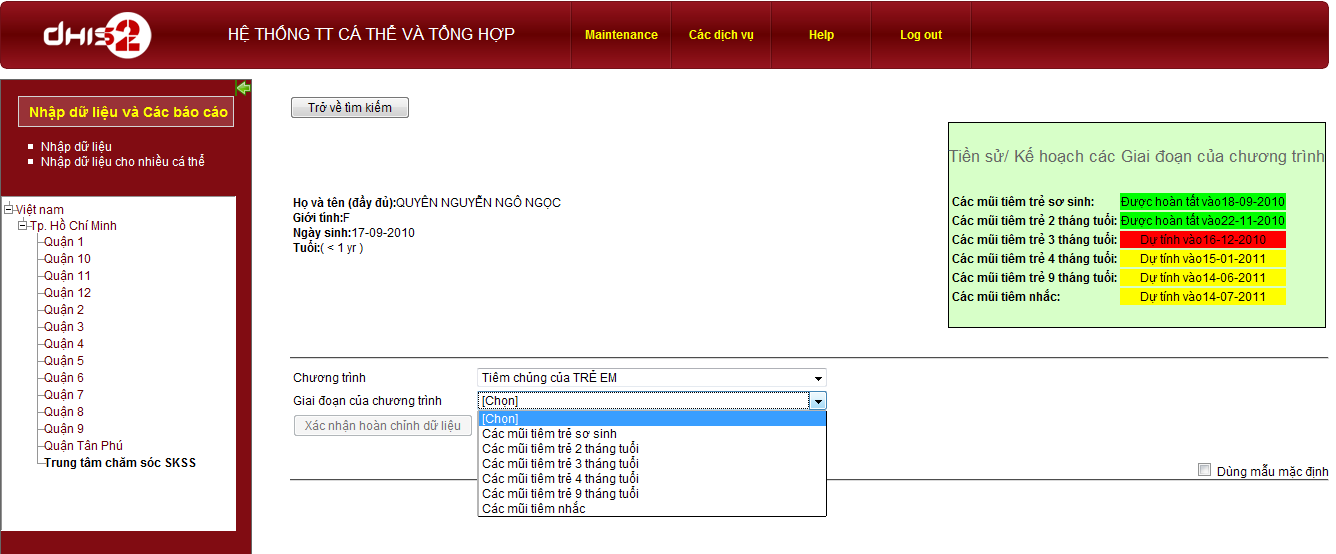 dHIS2
HỆ THỐNG TT CÁ THỂ VÀ TỔNG HỢP
Maintenance
Các dịch vụ
Help
Log out
Nhập dữ liệu và Các báo cáo
Nhập dữ liệu
Nhập dữ liệu cho nhiều cá thể
Việt nam
Tp. Hồ Chí Minh
Quận 1
Quận 10
Quận 11
Quận 12
Quận 2
Quận 3
Quận 4
Quận 5
Quận 6
Quận 7
Quận 8
Quận 9
Quận Tân Phú
Trung tâm chăm sóc SKSS
Trở về tìm kiếm
Họ và tên (đầy đủ):QUYÊN NGUYỄN NGÔ NGỌC
Giới tính:F
Ngày sinh:17-09-2010
Tuổi:( < 1 yr )
Tiền sử/ Kế hoạch các Giai đoạn của chương trình
Các mũi tiêm trẻ sơ sinh: Được hoàn tất vào18-09-2010
Các mũi tiêm trẻ 2 tháng tuổi: Được hoàn tất vào22-11-2010
Các mũi tiêm trẻ 3 tháng tuổi: Dự tính vào16-12-2010
Các mũi tiêm trẻ 4 tháng tuổi: Dự tính vào15-01-2011
Các mũi tiêm trẻ 9 tháng tuổi: Dự tính vào14-06-2011
Các mũi tiêm nhắc: Dự tính vào14-07-2011
Chương trình Tiêm chủng của TRẺ EM
Giai đoạn của chương trình [Chọn]
Xác nhận hoàn chỉnh dữ liệu
[Chọn]
Các mũi tiêm trẻ sơ sinh
Các mũi tiêm trẻ 2 tháng tuổi
Các mũi tiêm trẻ 3 tháng tuổi
Các mũi tiêm trẻ 4 tháng tuổi
Các mũi tiêm trẻ 9 tháng tuổi
Các mũi tiêm nhắc
Dùng mẫu mặc định